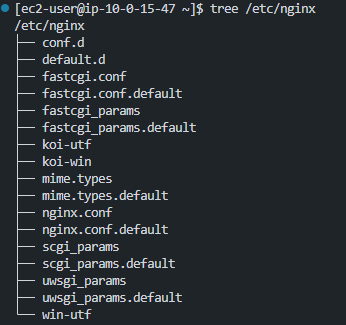 [ec2-user@ip-10-0-15-47 ~]$ tree /etc/nginx
/etc/nginx
├── conf.d
├── default.d
├── fastcgi.conf
├── fastcgi.conf.default
├── fastcgi_params
├── fastcgi_params.default
├── koi-utf
├── koi-win
├── mime.types
├── mime.types.default
├── nginx.conf
├── nginx.conf.default
├── scgi_params
├── scgi_params.default
├── uwsgi_params
├── uwsgi_params.default
└── win-utf